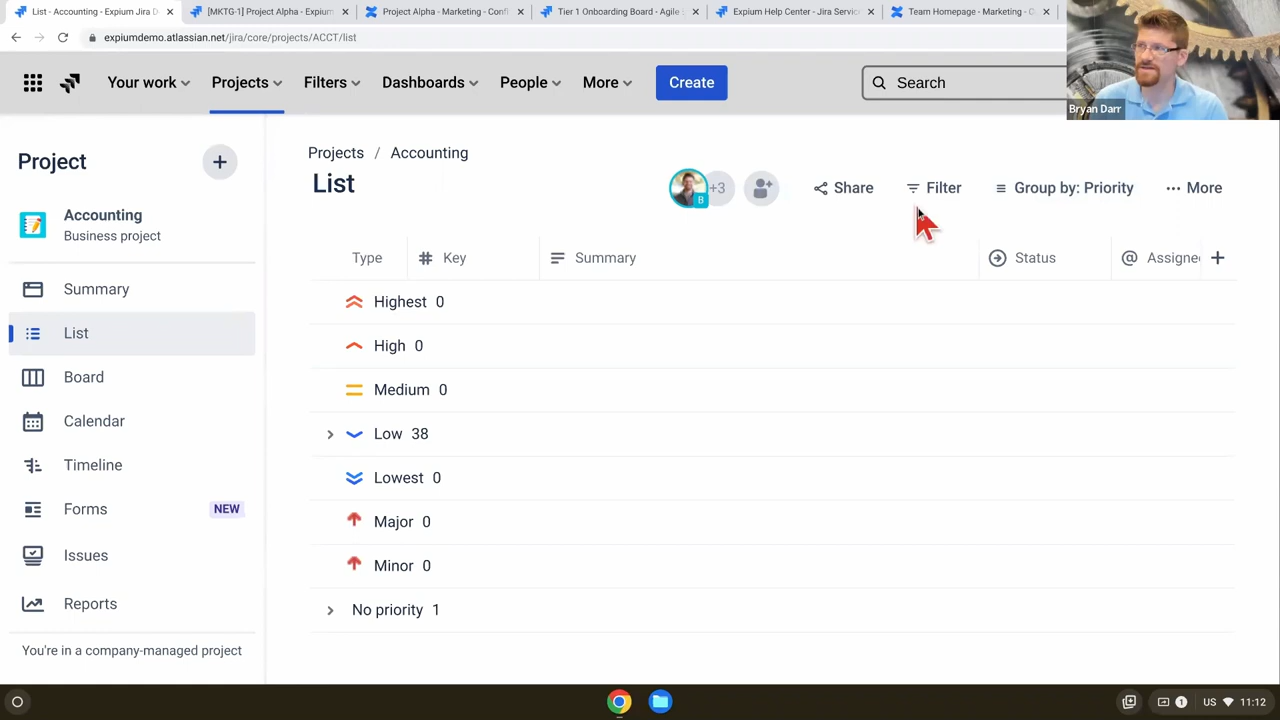 List - Accounting - Expium Jira D
[MKTG-1] Project Alpha - Expium
Project Alpha - Marketing - Confl
Tier 1 Onboarding Board - Agile
Expium Help Center - Jira Servic
Team Homepage - Marketing - C
expiumdemo.atlassian.net/jira/core/projects/ACCT/list
Your work
Projects
Filters
Dashboards
People
More
Create
Search
Bryan Darr
Project
Accounting
Business project
Summary
List
Board
Calendar
Timeline
Forms NEW
Issues
Reports
You're in a company-managed project
Projects / Accounting
List
B
+3
Share
Filter
Group by: Priority
More
Type
Key
Summary
Status
Assigne
Highest 0
High 0
Medium 0
Low 38
Lowest 0
Major 0
Minor 0
No priority 1
1
US
11:12